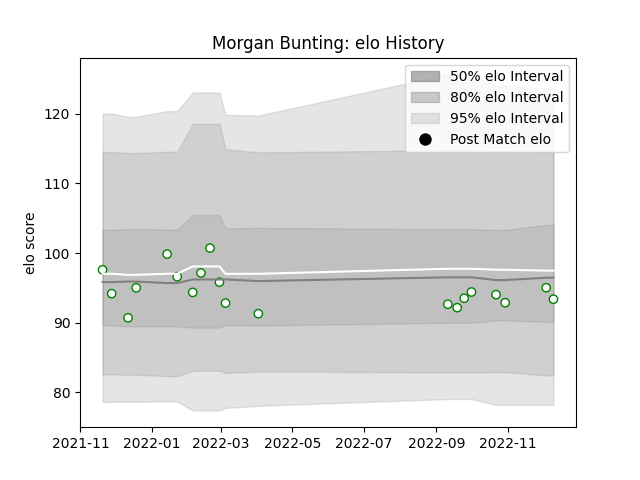 Morgan Bunting: elo History
50% elo Interval
80% elo Interval
95% elo Interval
Post Match elo
elo score
120
110
100
90
80
2021-11 2022-01 2022-03 2022-05 2022-07 2022-09 2022-11